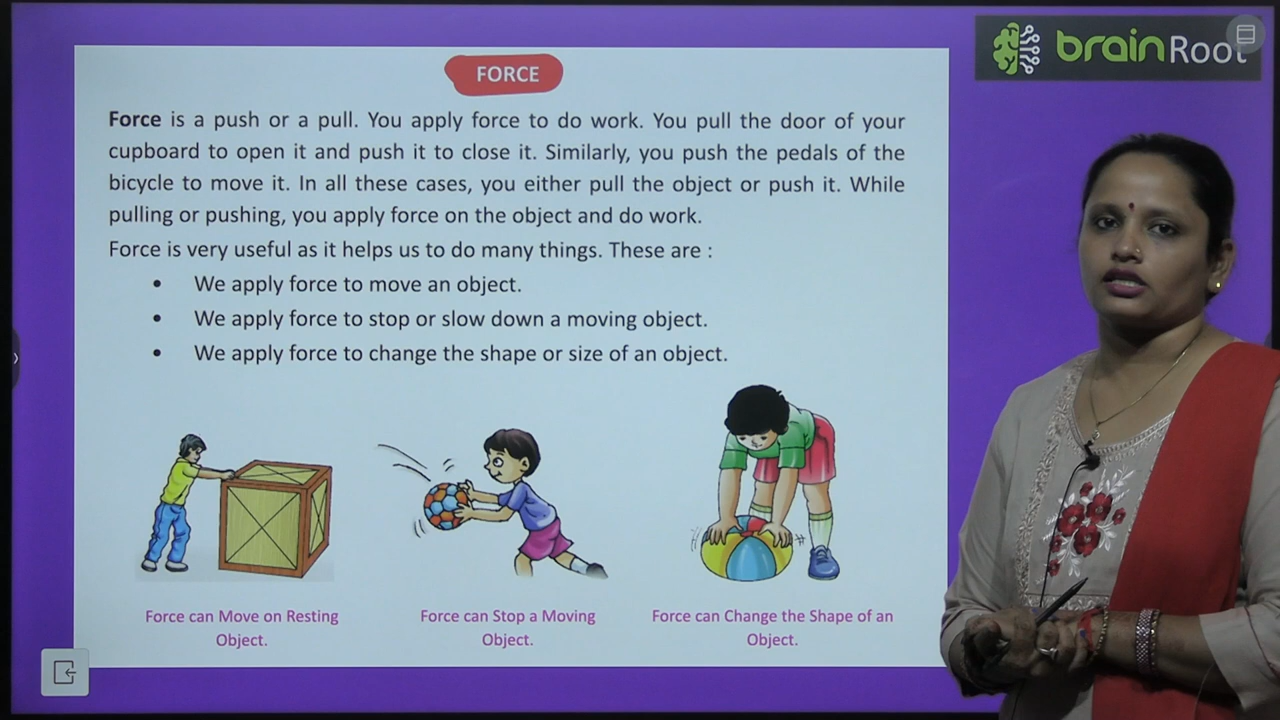 brainRoot
FORCE
Force is a push or a pull. You apply force to do work. You pull the door of your
cupboard to open it and push it to close it. Similarly, you push the pedals of the
bicycle to move it. In all these cases, you either pull the object or push it. While
pulling or pushing, you apply force on the object and do work.
Force is very useful as it helps us to do many things. These are :
• We apply force to move an object.
• We apply force to stop or slow down a moving object.
• We apply force to change the shape or size of an object.
Force can Move on Resting
Object.
Force can Stop a Moving
Object.
Force can Change the Shape of an
Object.